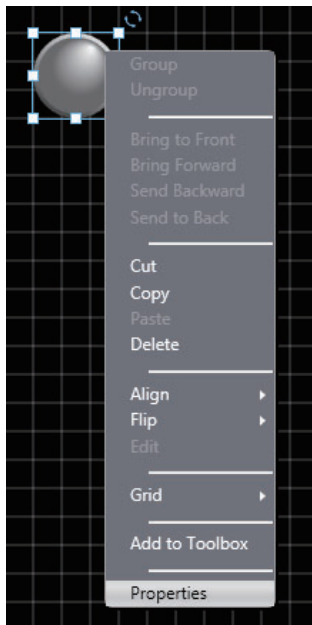 Group
Ungroup
Bring to Front
Bring Forward
Send Backward
Send to Back
Cut
Copy
Paste
Delete
Align
Flip
Edit
Grid
Add to Toolbox
Properties